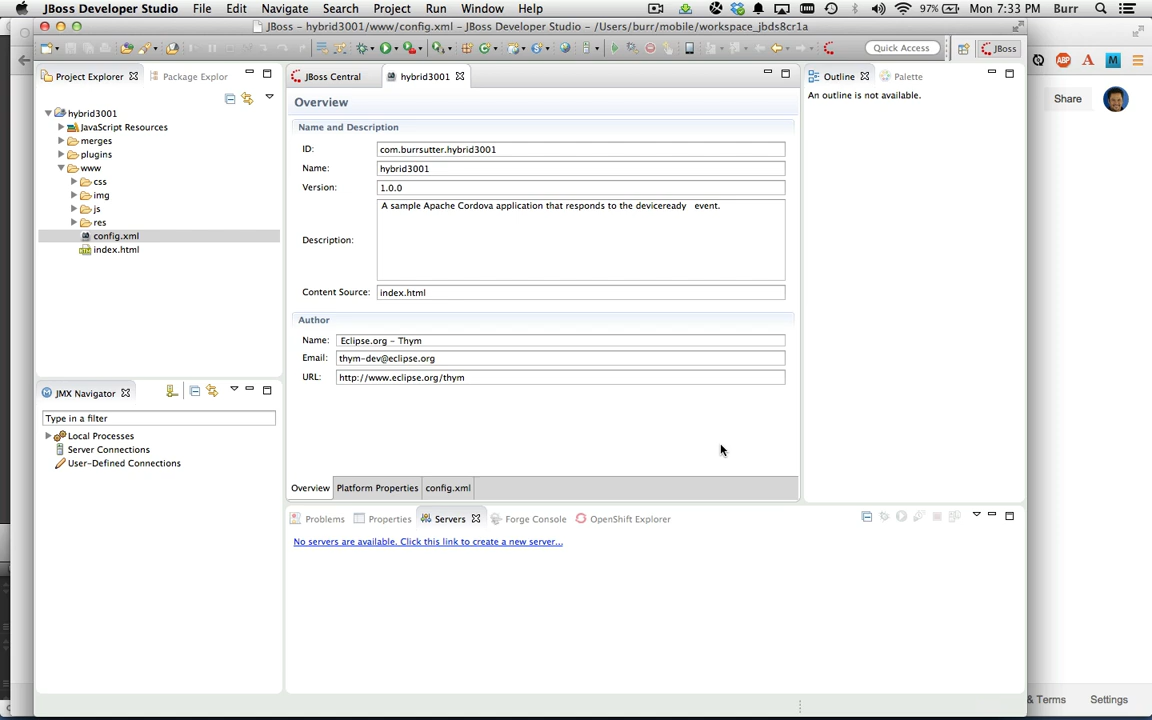 JBoss Developer Studio File Edit Navigate Search Project Run Window Help 97% Mon 7:33 PM Burr
JBoss - hybrid3001/www/config.xml - JBoss Developer Studio - /Users/burr/mobile/workspace_jbds8cr1a
Quick Access JBoss
Project Explorer Package Explor
hybrid3001
JavaScript Resources
merges
plugins
www
css
img
js
res
config.xml
index.html
JMX Navigator
Type in a filter
Local Processes
Server Connections
User-Defined Connections
JBoss Central hybrid3001
Overview
Name and Description
ID: com.burrsutter.hybrid3001
Name: hybrid3001
Version: 1.0.0
Description: A sample Apache Cordova application that responds to the deviceready event.
Content Source: index.html
Author
Name: Eclipse.org - Thym
Email: thym-dev@eclipse.org
URL: http://www.eclipse.org/thym
Overview Platform Properties config.xml
Problems Properties Servers Forge Console OpenShift Explorer
No servers are available. Click this link to create a new server...
Outline Palette
An outline is not available.
ABP A M
Share
& Terms Settings